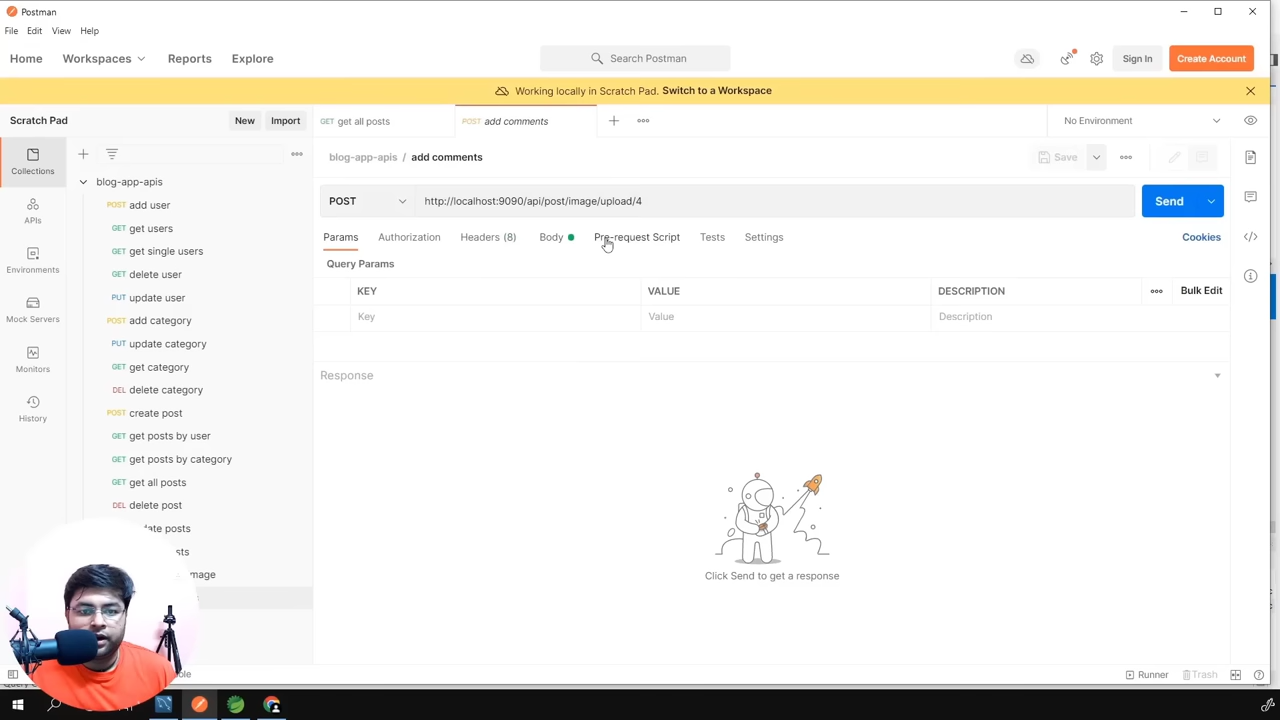 Postman
File Edit View Help
Home Workspaces Reports Explore Search Postman Sign In Create Account
Working locally in Scratch Pad. Switch to a Workspace
Scratch Pad New Import
GET get all posts POST add comments No Environment
Collections
APIs
Environments
Mock Servers
Monitors
History
blog-app-apis
POST add user
GET get users
GET get single users
DEL delete user
PUT update user
POST add category
PUT update category
GET get category
DEL delete category
POST create post
GET get posts by user
GET get posts by category
GET get all posts
DEL delete post
posts
mage
blog-app-apis / add comments Save
POST http://localhost:9090/api/post/image/upload/4 Send
Params Authorization Headers (8) Body Pre-request Script Tests Settings Cookies
Query Params
KEY VALUE DESCRIPTION Bulk Edit
Key Value Description
Response
Click Send to get a response
Runner Trash